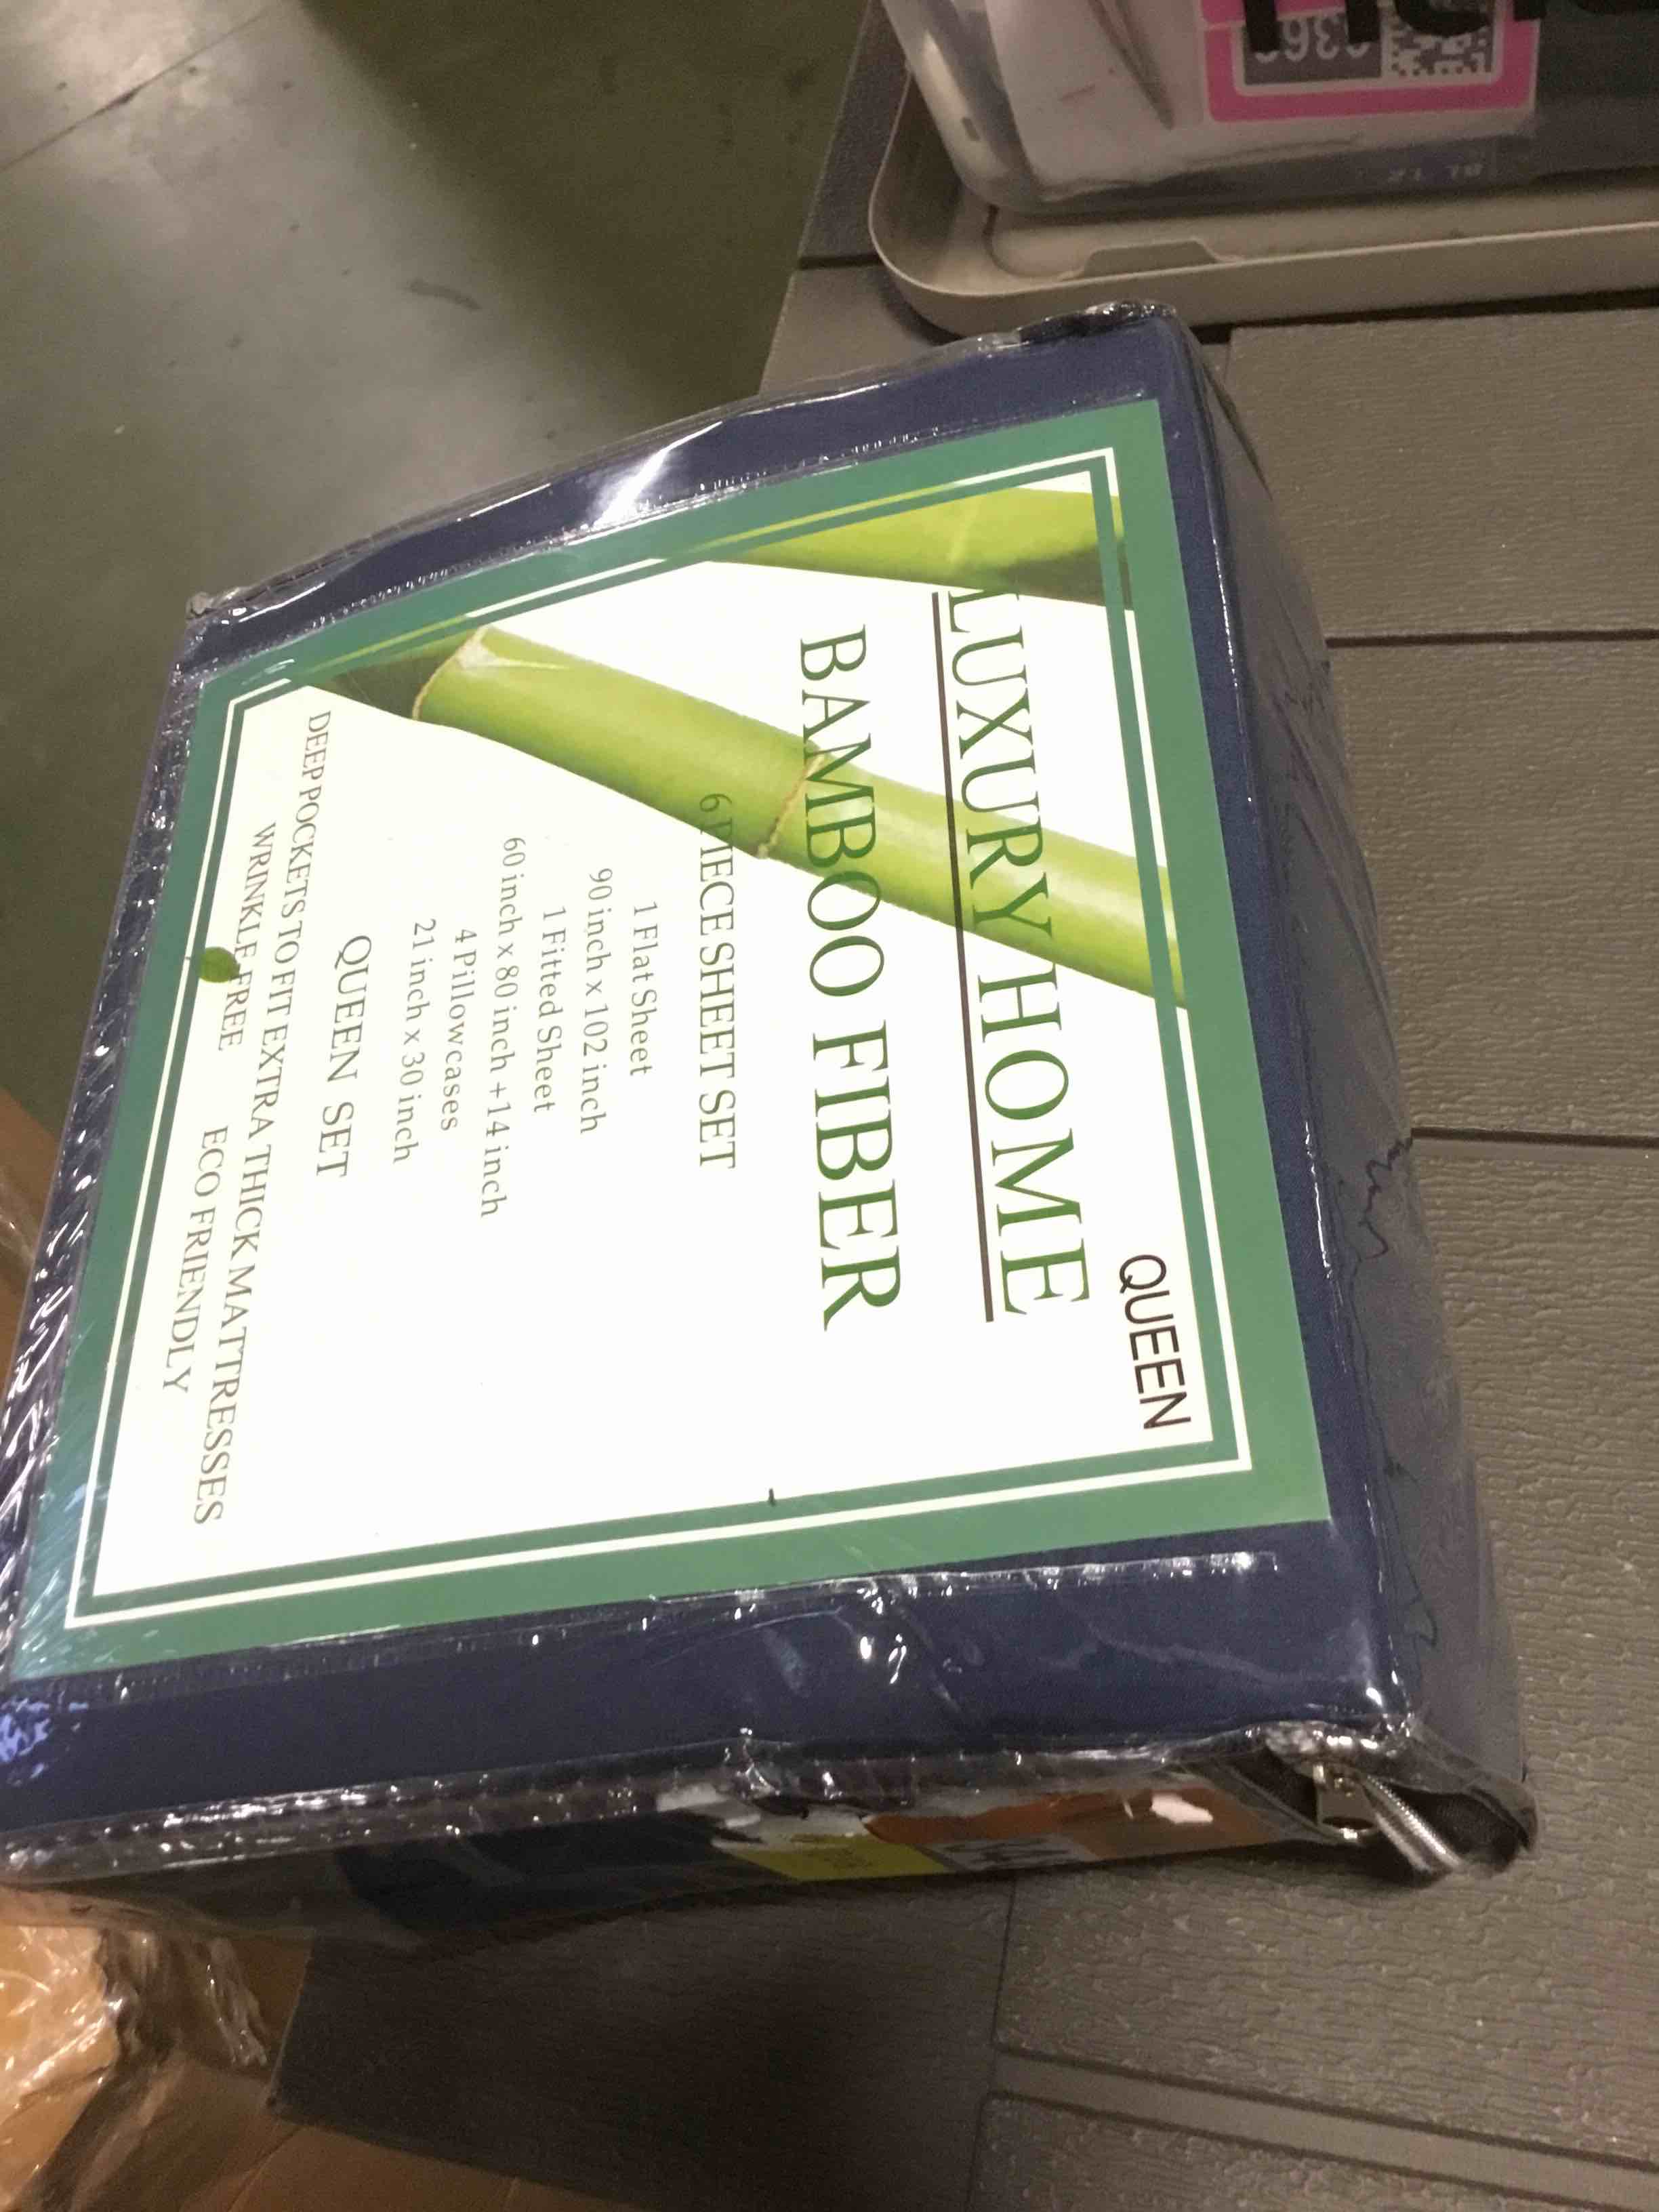 QUEEN
LUXURY HOME
BAMBOO FIBER
6 PIECE SHEET SET
1 Flat Sheet
90 inch x 102 inch
1 Fitted Sheet
60 inch x 80 inch +14 inch
4 Pillowcases
21 inch x 30 inch
QUEEN SET
DEEP POCKETS TO FIT EXTRA THICK MATTRESSES
WRINKLE FREE ECO FRIENDLY